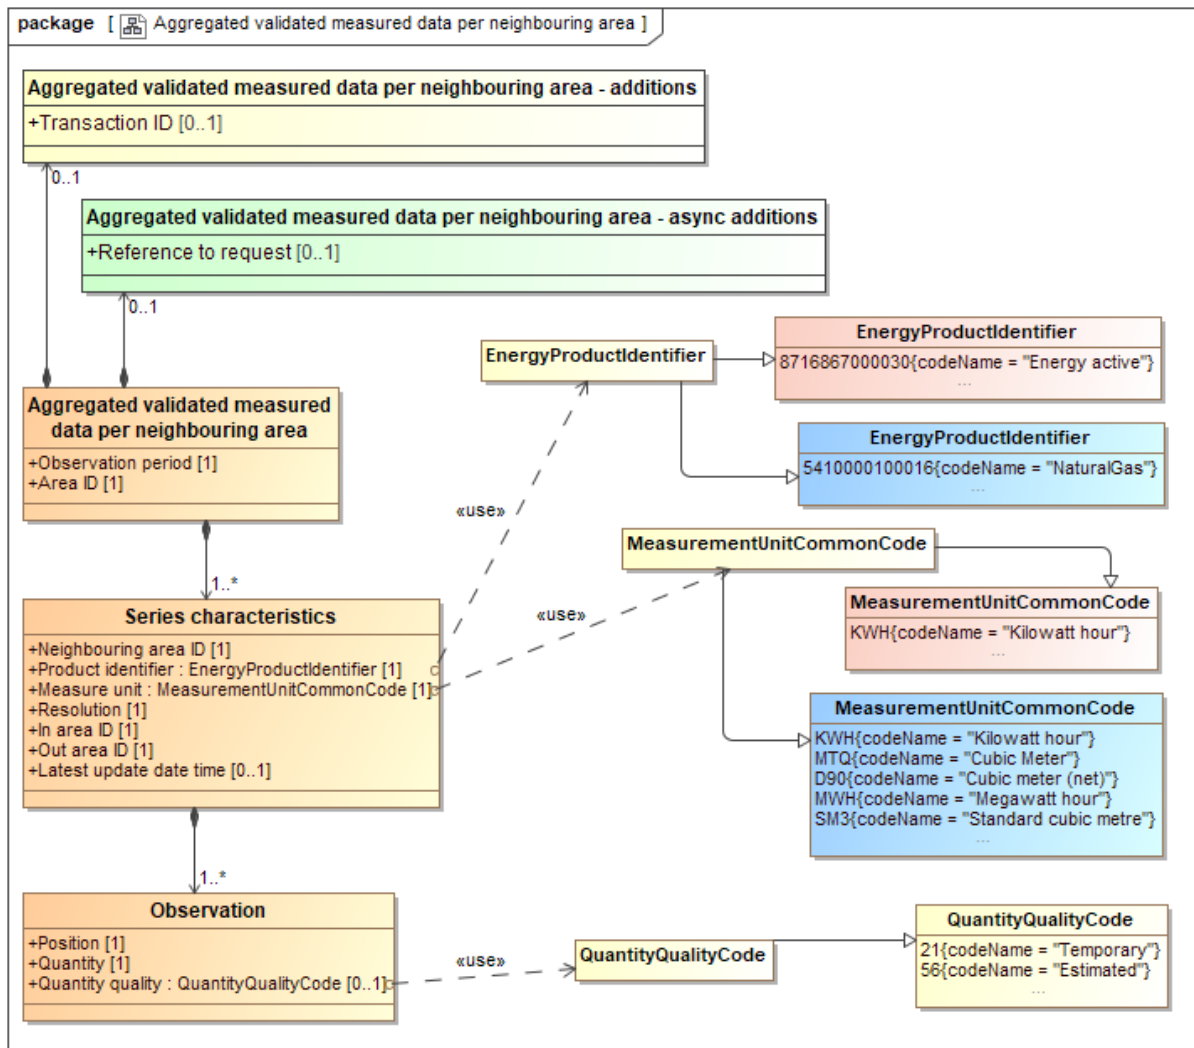 package [ Aggregated validated measured data per neighbouring area ]
Aggregated validated measured data per neighbouring area - additions
+Transaction ID [0..1]
0..1
Aggregated validated measured data per neighbouring area - async additions
+Reference to request [0..1]
0..1
Aggregated validated measured
data per neighbouring area
+Observation period [1]
+Area ID [1]
1..*
Series characteristics
+Neighbouring area ID [1]
+Product identifier : EnergyProductIdentifier [1]
+Measure unit : MeasurementUnitCommonCode [1]
+Resolution [1]
+In area ID [1]
+Out area ID [1]
+Latest update date time [0..1]
1..*
Observation
+Position [1]
+Quantity [1]
+Quantity quality : QuantityQualityCode [0..1]
«use»
«use»
«use»
EnergyProductIdentifier
EnergyProductIdentifier
8716867000030{codeName = "Energy active"}
...
EnergyProductIdentifier
5410000100016{codeName = "NaturalGas"}
...
MeasurementUnitCommonCode
MeasurementUnitCommonCode
KWH{codeName = "Kilowatt hour"}
...
MeasurementUnitCommonCode
KWH{codeName = "Kilowatt hour"}
MTQ{codeName = "Cubic Meter"}
D90{codeName = "Cubic meter (net)"}
MWH{codeName = "Megawatt hour"}
SM3{codeName = "Standard cubic metre"}
...
QuantityQualityCode
QuantityQualityCode
21{codeName = "Temporary"}
56{codeName = "Estimated"}
...